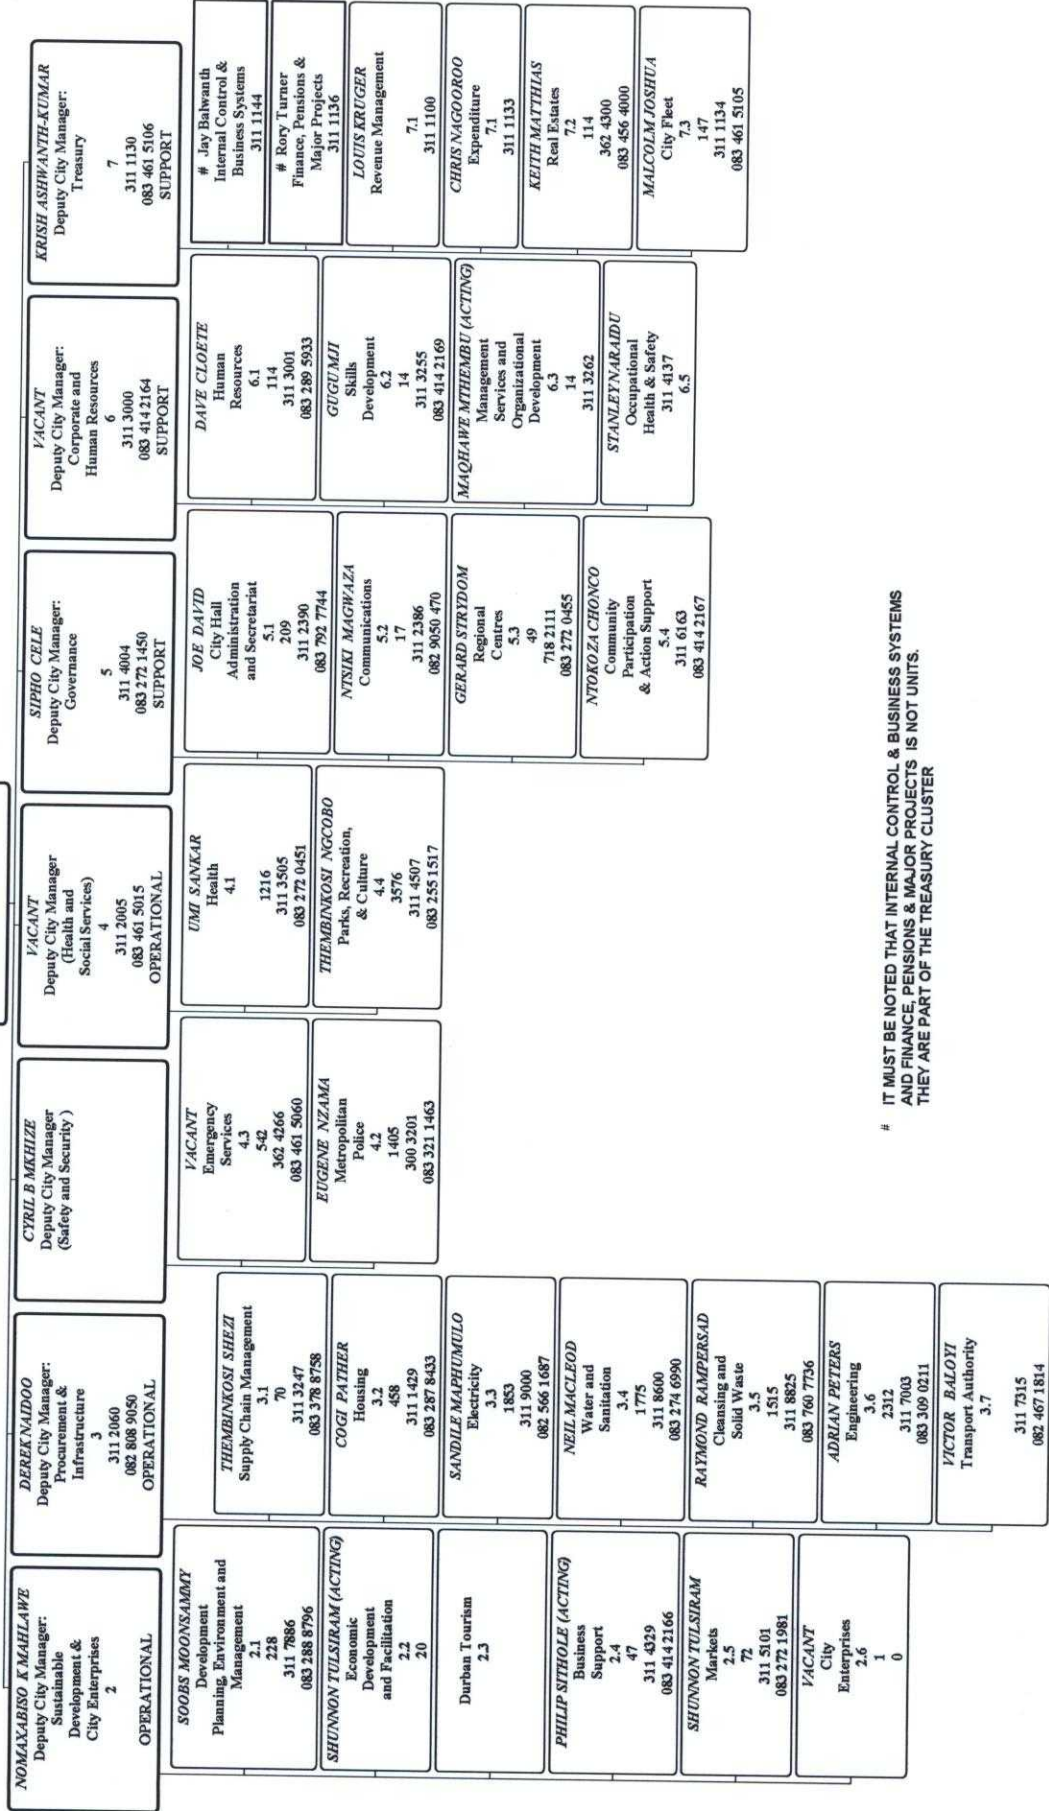 NOMAXABISO K MAHLAWE
Deputy City Manager:
Sustainable
Development &
City Enterprises
2
OPERATIONAL
SOOBS MOONSAMMY
Development
Planning, Environment and
Management
2.1
228
311 7886
083 288 8796
SHUNNON TULSIRAM (ACTING)
Economic
Development
and Facilitation
2.2
20
Durban Tourism
2.3
PHILIP SITHOLE (ACTING)
Business
Support
2.4
47
311 4329
083 414 2166
SHUNNON TULSIRAM
Markets
2.5
72
311 5101
083 272 1981
VACANT
City
Enterprises
2.6
1
0
DEREK NAIDOO
Deputy City Manager:
Procurement &
Infrastructure
3
311 2060
082 808 9050
OPERATIONAL
THEMBINKOSI SHEZI
Supply Chain Management
3.1
70
311 3247
083 378 8758
COGI PATHER
Housing
3.2
458
311 1429
083 287 8433
SANDILE MAPHUMULO
Electricity
3.3
1853
311 9000
082 566 1687
NEIL MACLEOD
Water and
Sanitation
3.4
1775
311 8600
083 274 6990
RAYMOND RAMPERSAD
Cleansing and
Solid Waste
3.5
1515
311 8825
083 760 7736
ADRIAN PETERS
Engineering
3.6
2312
311 7003
083 309 0211
VICTOR BALOYI
Transport Authority
3.7
311 7315
082 467 1814
CYRIL B MKHIZE
Deputy City Manager
(Safety and Security )
VACANT
Emergency
Services
4.3
542
362 4266
083 461 5060
EUGENE NZAMA
Metropolitan
Police
4.2
1405
300 3201
083 321 1463
VACANT
Deputy City Manager
(Health and
Social Services)
4
311 2005
083 461 5015
OPERATIONAL
UMI SANKAR
Health
4.1
1216
311 3505
083 272 0451
THEMBINKOSI NGCOBO
Parks, Recreation,
& Culture
4.4
3576
311 4507
083 255 1517
SIPHO CELE
Deputy City Manager:
Governance
5
311 4004
083 272 1450
SUPPORT
JOE DAVID
City Hall
Administration
and Secretariat
5.1
209
311 2390
083 792 7744
NTSIKI MAGWAZA
Communications
5.2
17
311 2386
082 9050 470
GERARD STRYDOM
Regional
Centres
5.3
49
718 2111
083 272 0455
NTOKOZA CHONCO
Community
Participation
& Action Support
5.4
311 6163
083 414 2167
VACANT
Deputy City Manager:
Corporate and
Human Resources
6
311 3000
083 414 2164
SUPPORT
DAVE CLOETE
Human
Resources
6.1
114
311 3001
083 289 5933
GUGU MJI
Skills
Development
6.2
14
311 3255
083 414 2169
MAQHAWE MTHEMBU (ACTING)
Management
Services and
Organizational
Development
6.3
14
311 3262
STANLEY NARAIDU
Occupational
Health & Safety
311 4137
6.5
KRISH ASHWANTH-KUMAR
Deputy City Manager:
Treasury
7
311 1130
083 461 5106
SUPPORT
# Jay Balwanth
Internal Control &
Business Systems
311 1144
# Rory Turner
Finance, Pensions &
Major Projects
311 1136
LOUIS KRUGER
Revenue Management
7.1
311 1100
CHRIS NAGOOROO
Expenditure
7.1
311 1133
KEITH MATTHIAS
Real Estates
7.2
114
362 4300
083 456 4000
MALCOLM JOSHUA
City Fleet
7.3
147
311 1134
083 461 5105
# IT MUST BE NOTED THAT INTERNAL CONTROL & BUSINESS SYSTEMS
AND FINANCE, PENSIONS & MAJOR PROJECTS IS NOT UNITS.
THEY ARE PART OF THE TREASURY CLUSTER